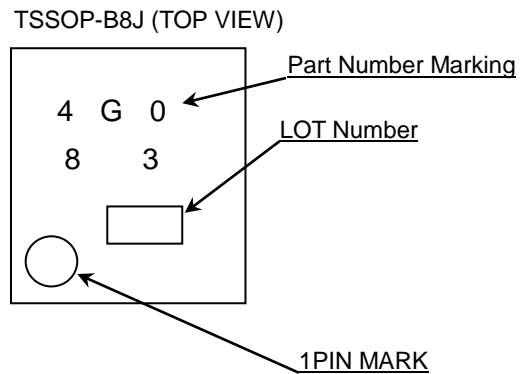 TSSOP-B8J (TOP VIEW)
Part Number Marking
4 G 0
LOT Number
8 3
1PIN MARK